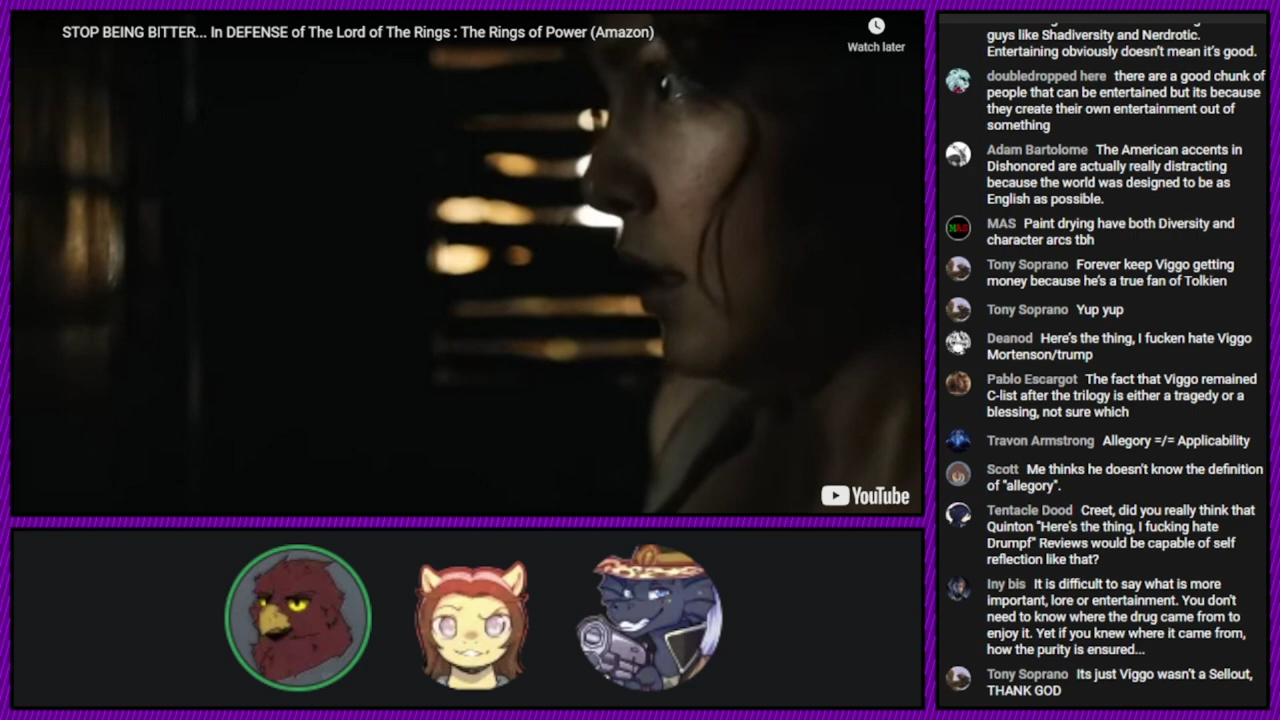 STOP BEING BITTER... In DEFENSE of The Lord of The Rings : The Rings of Power (Amazon)
Watch later
YouTube
guys like Shadiversity and Nerdrotic.
Entertaining obviously doesn't mean it's good.
doubledropped here there are a good chunk of
people that can be entertained but its because
they create their own entertainment out of
something
Adam Bartolome The American accents in
Dishonored are actually really distracting
because the world was designed to be as
English as possible.
MAS Paint drying have both Diversity and
character arcs tbh
Tony Soprano Forever keep Viggo getting
money because he's a true fan of Tolkien
Tony Soprano Yup yup
Deanod Here's the thing, I fucken hate Viggo
Mortenson/trump
Pablo Escargot The fact that Viggo remained
C-list after the trilogy is either a tragedy or a
blessing, not sure which
Travon Armstrong Allegory =/= Applicability
Scott Me thinks he doesn't know the definition
of "allegory".
Tentacle Dood Creet, did you really think that
Quinton "Here's the thing, I fucking hate
Drumpf" Reviews would be capable of self
reflection like that?
Iny bis It is difficult to say what is more
important, lore or entertainment. You don't
need to know where the drug came from to
enjoy it. Yet if you knew where it came from,
how the purity is ensured...
Tony Soprano Its just Viggo wasn't a Sellout,
THANK GOD